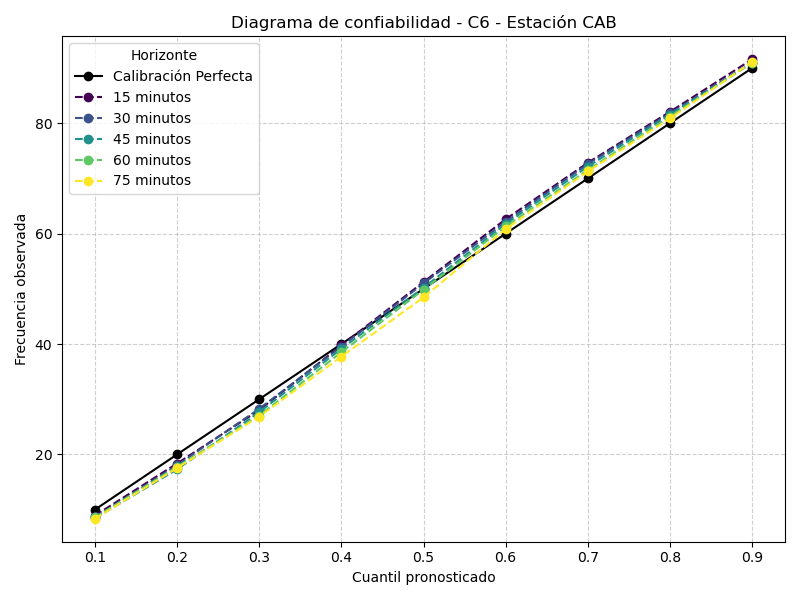 Diagrama de confiabilidad - C6 - Estación CAB
Horizonte
Calibración Perfecta
15 minutos
30 minutos
45 minutos
60 minutos
75 minutos
Frecuencia observada
80
60
40
20
0.1 0.2 0.3 0.4 0.5 0.6 0.7 0.8 0.9
Cuantil pronosticado